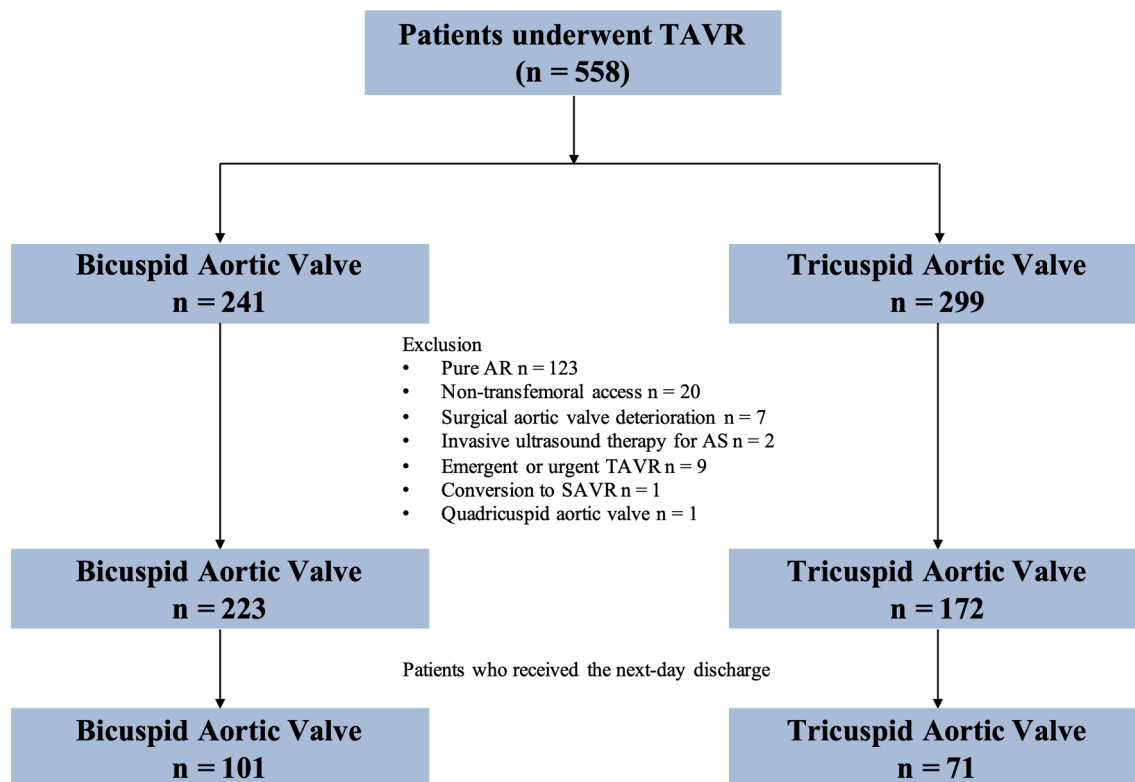 Patients underwent TAVR
(n = 558)
Bicuspid Aortic Valve
n = 241
Tricuspid Aortic Valve
n = 299
Exclusion
• Pure AR n = 123
• Non-transfemoral access n = 20
• Surgical aortic valve deterioration n = 7
• Invasive ultrasound therapy for AS n = 2
• Emergent or urgent TAVR n = 9
• Conversion to SAVR n = 1
• Quadricuspid aortic valve n = 1
Bicuspid Aortic Valve
n = 223
Tricuspid Aortic Valve
n = 172
Patients who received the next-day discharge
Bicuspid Aortic Valve
n = 101
Tricuspid Aortic Valve
n = 71